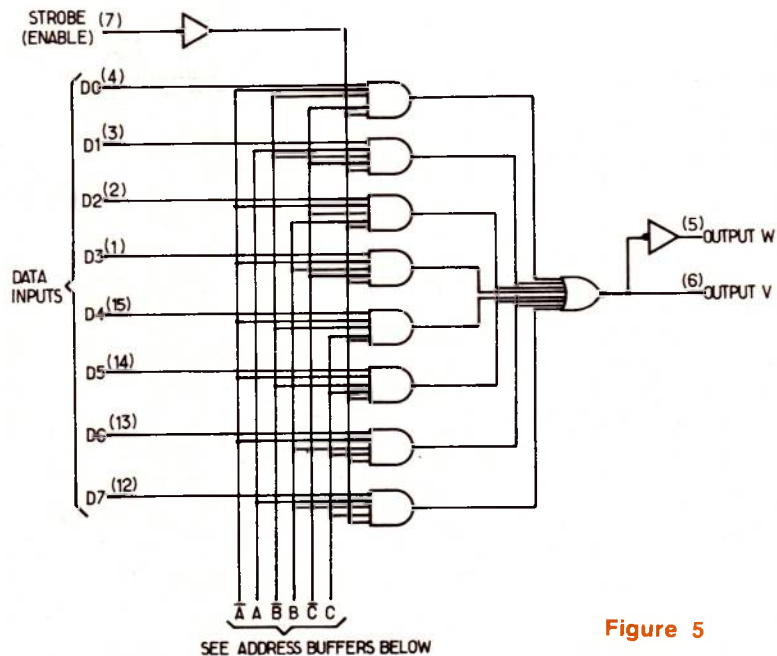 STROBE (7)
(ENABLE)
D0 (4)
D1 (3)
D2 (2)
D3 (1)
DATA
INPUTS
D4 (15)
D5 (14)
D6 (13)
D7 (12)
(5) OUTPUT W
(6) OUTPUT V
A̅ A B̅ B C̅ C
SEE ADDRESS BUFFERS BELOW
Figure 5